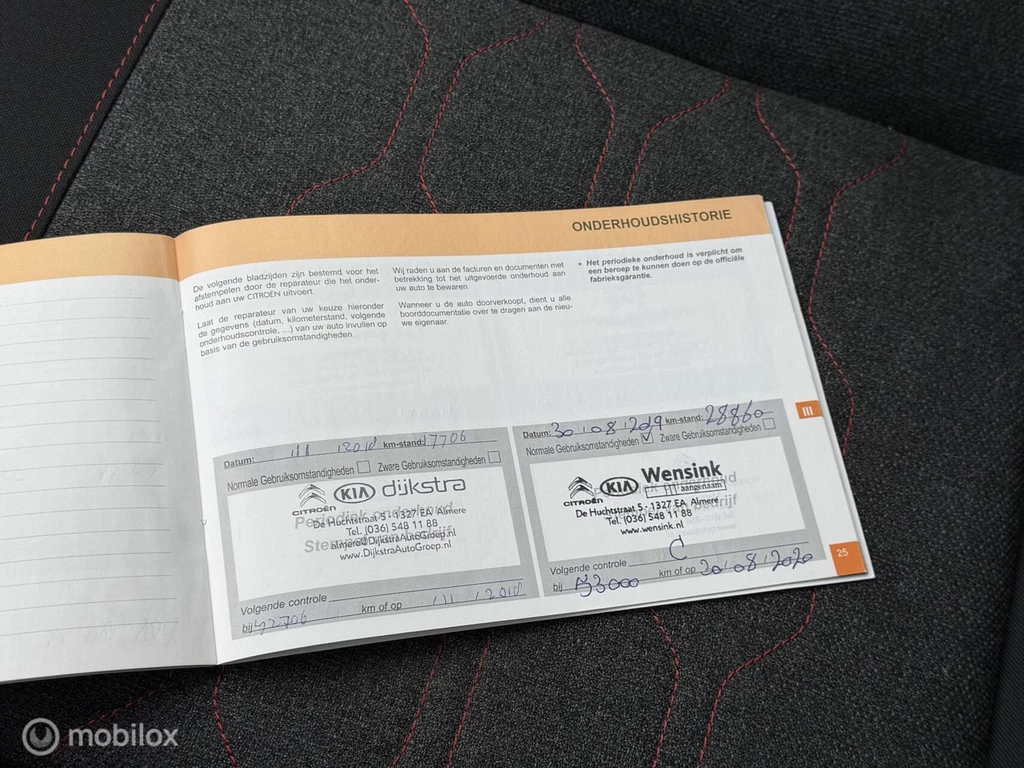 ONDERHOUDSHISTORIE
De volgende bladzijden zijn bestemd voor het
afstempelen door de reparateur die het onder-
houd aan uw CITROËN uitvoert.
Laat de reparateur van uw keuze hieronder
de gegevens (datum, kilometerstand, volgende
onderhoudscontrole, ...) van uw auto invullen op
basis van de gebruiksomstandigheden.
Wij raden u aan de facturen en documenten met
betrekking tot het uitgevoerde onderhoud aan
uw auto te bewaren.
Wanneer u de auto doorverkoopt, dient u alle
boorddocumentatie over te dragen aan de nieu-
we eigenaar.
Het periodieke onderhoud is verplicht om
een beroep te kunnen doen op de officiële
fabrieksgarantie.
III
Datum: km-stand: 7706
Normale Gebruiksomstandigheden Zware Gebruiksomstandigheden
CITROËN KIA dijkstra
Periodiek onderhoud
De Huchtstraat 5 - 1327 EA Almere
Tel. (036) 548 11 88
almere@DijkstraAutoGroep.nl
www.DijkstraAutoGroep.nl
Volgende controle
bij km of op
Datum: 30.08.2019 km-stand: 28860
Normale Gebruiksomstandigheden Zware Gebruiksomstandigheden
CITROËN KIA Wensink
aangenaam
De Huchtstraat 5 - 1327 EA Almere
Tel. (036) 548 11 88
www.wensink.nl
Volgende controle C
bij 53000 km of op 30/08/2020
25
mobilox